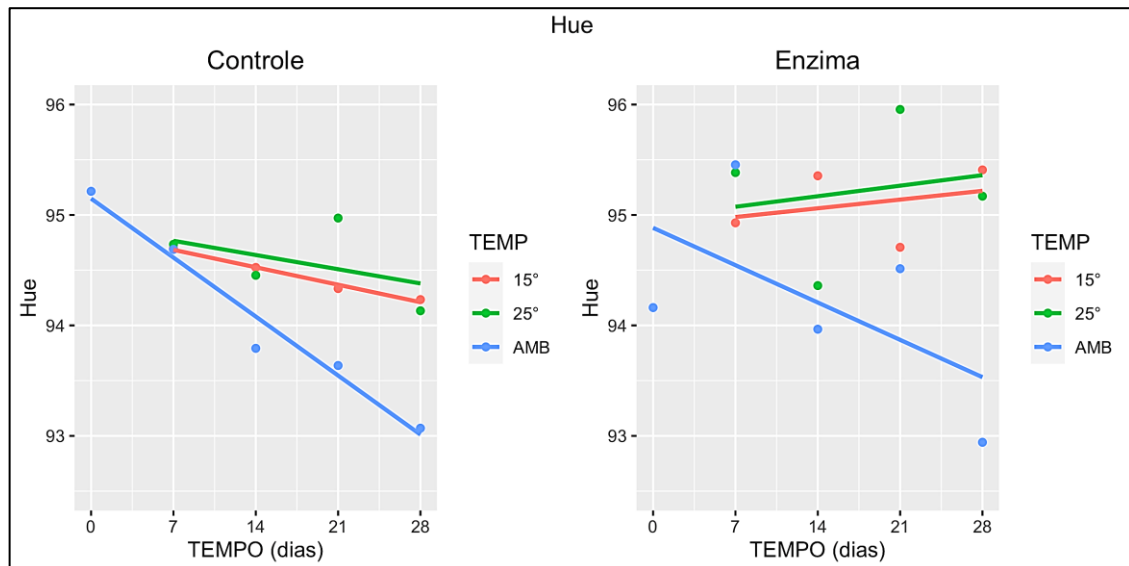 Hue
Controle
Enzima
96
95
94
93
Hue
0 7 14 21 28
TEMPO (dias)
TEMP
15°
25°
AMB
96
95
94
93
Hue
0 7 14 21 28
TEMPO (dias)
TEMP
15°
25°
AMB